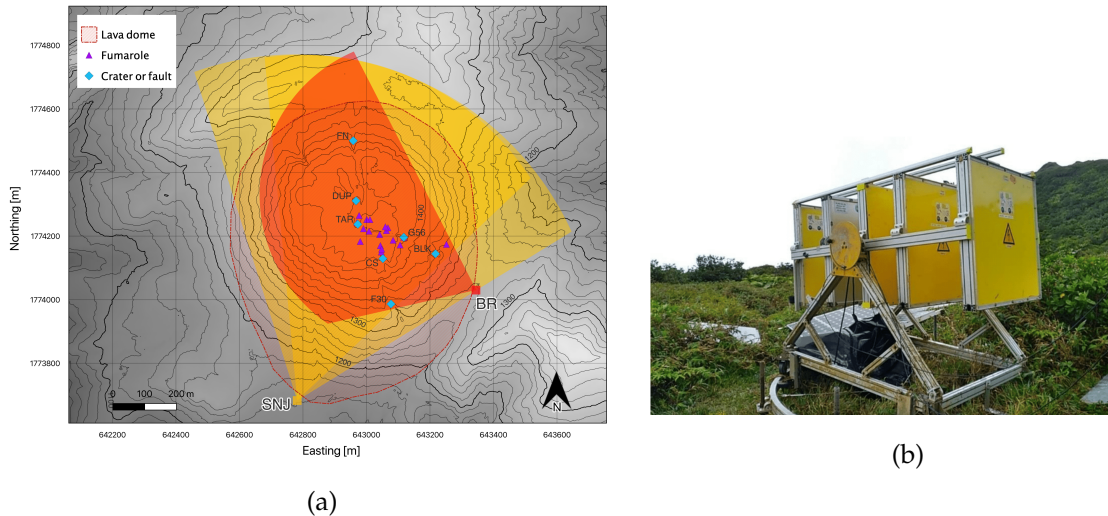 Lava dome
Fumarole
Crater or fault
1774800
1774600
1774400
1774200
1774000
1773800
Northing [m]
FN
DUP
TAR
G56
BLK
CS
F30
1200
1400
1300
1300
1200
BR
SNJ
0 100 200 m
N
642200 642400 642600 642800 643000 643200 643400 643600
Easting [m]
(a)
(b)